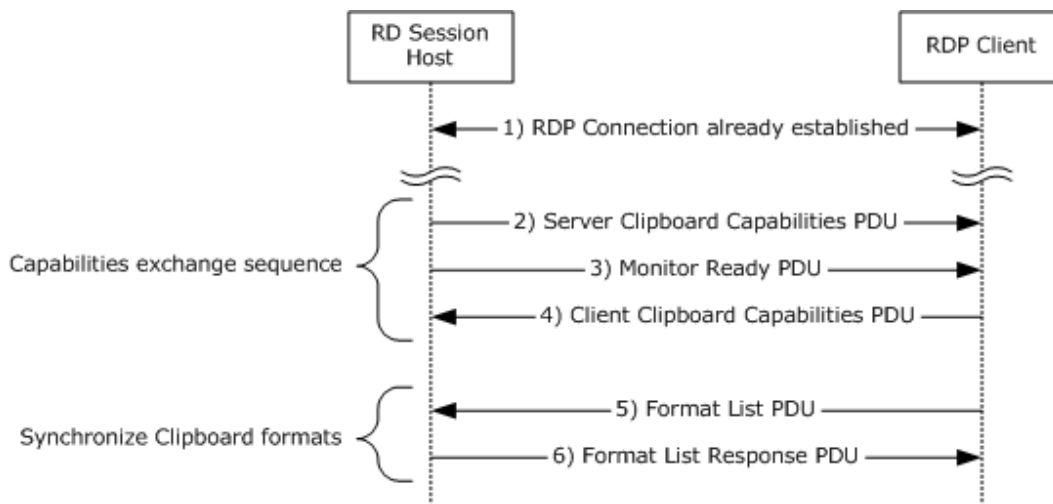 RD Session
Host
RDP Client
1) RDP Connection already established
2) Server Clipboard Capabilities PDU
Capabilities exchange sequence
3) Monitor Ready PDU
4) Client Clipboard Capabilities PDU
5) Format List PDU
Synchronize Clipboard formats
6) Format List Response PDU